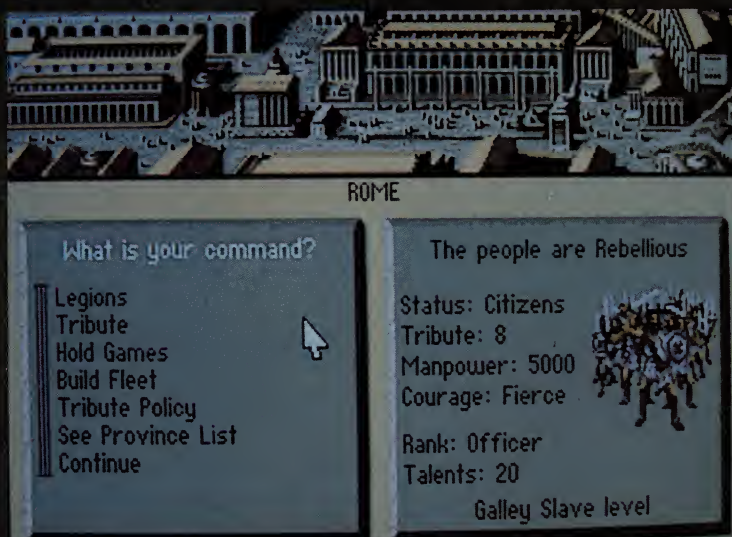 ROME
What is your command?
Legions
Tribute
Hold Games
Build Fleet
Tribute Policy
See Province List
Continue
The people are Rebellious
Status: Citizens
Tribute: 8
Manpower: 5000
Courage: Fierce
Rank: Officer
Talents: 20
Galley Slave level